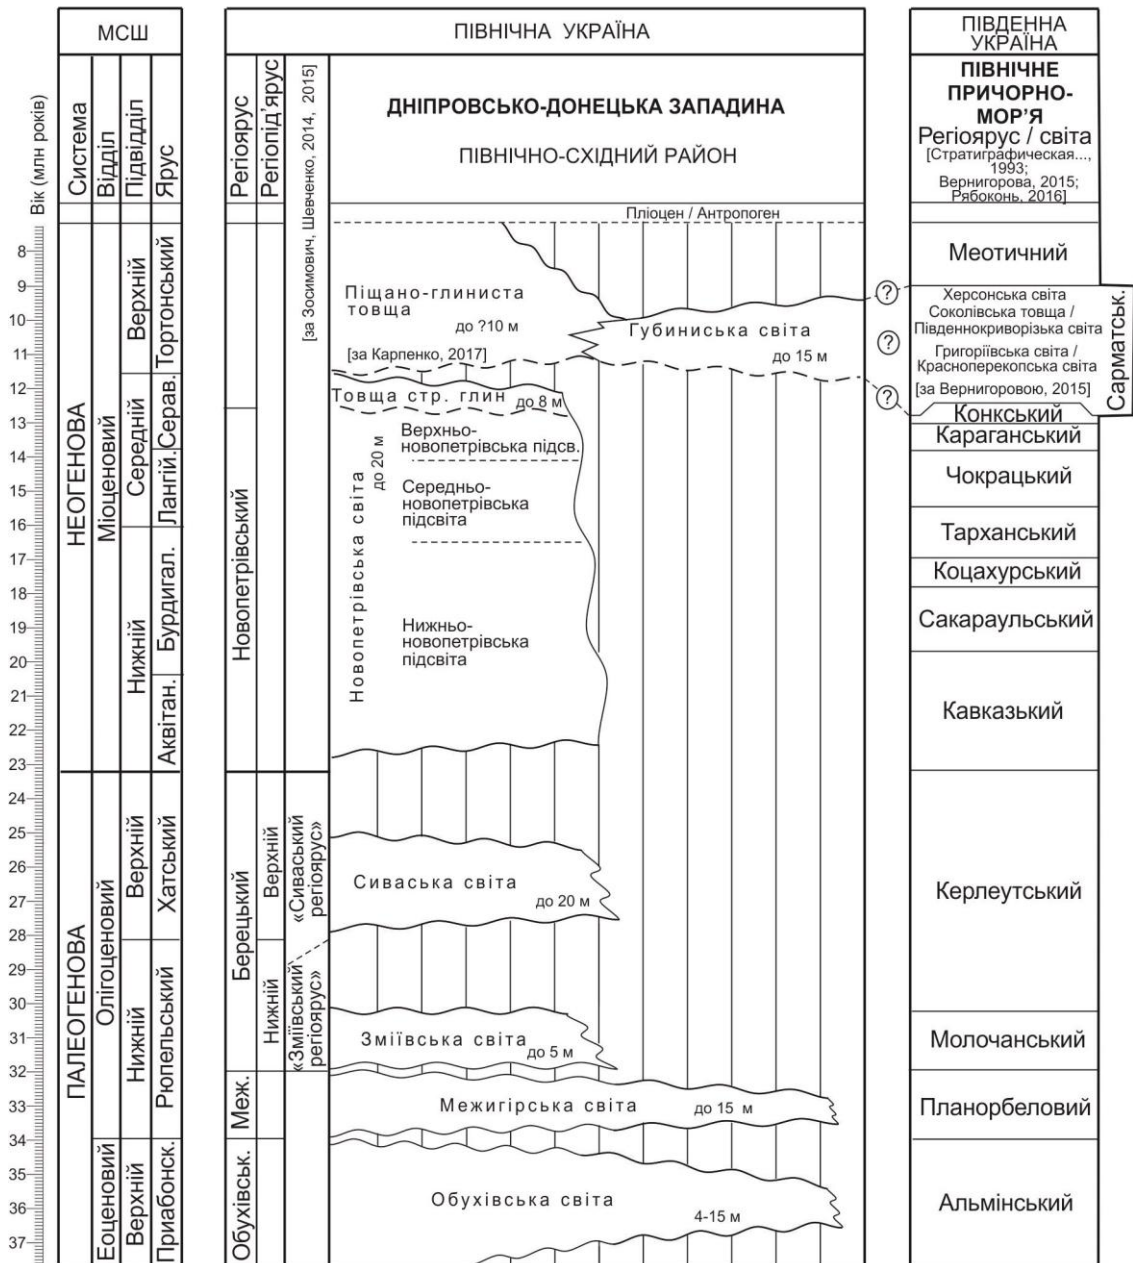 МСШ
ПІВНІЧНА УКРАЇНА
ПІВДЕННА
УКРАЇНА
Вік (млн років)
Система
Відділ
Підвідділ
Ярус
Регіоярус
Регіопід’ярус
[за Зосимович, Шевченко, 2014, 2015]
ДНІПРОВСЬКО-ДОНЕЦЬКА ЗАПАДИНА
ПІВНІЧНО-СХІДНИЙ РАЙОН
ПІВНІЧНЕ
ПРИЧОРНО-
МОР’Я
Регіоярус / світа
[Стратиграфическая...,
1993;
Вернигорова, 2015;
Рябоконь, 2016]
Пліоцен / Антропоген
8
9
10
11
12
13
14
15
16
17
18
19
20
21
22
23
24
25
26
27
28
29
30
31
32
33
34
35
36
37
НЕОГЕНОВА
ПАЛЕОГЕНОВА
Міоценовий
Олігоценовий
Еоценовий
Верхній
Середній
Нижній
Верхній
Нижній
Верхній
Тортонський
Серав.
Лангій.
Бурдигал.
Аквітан.
Хатський
Рюпельський
Приабонск.
Новопетрівський
Берецький
Меж.
Обухівськ.
Верхній
Нижній
«Сиваський
регіоярус»
«Зміївський
регіоярус»
Піщано-глиниста
товща
до ?10 м
[за Карпенко, 2017]
Губиниська світа
до 15 м
Товща стр. глин до 8 м
Новопетрівська світа
до 20 м
Верхньо-
новопетрівська підсв.
Середньо-
новопетрівська
підсвіта
Нижньо-
новопетрівська
підсвіта
Сиваська світа
до 20 м
Зміївська світа
до 5 м
Межигірська світа до 15 м
Обухівська світа
4-15 м
?
?
?
Меотичний
Херсонська світа
Соколівська товща /
Південнокриворізька світа
Григоріївська світа /
Красноперекопська світа
[за Вернигоровою, 2015]
Сарматськ.
Конкський
Караганський
Чокрацький
Тарханський
Коцахурський
Сакараульський
Кавказький
Керлеутський
Молочанський
Планорбеловий
Альмінський